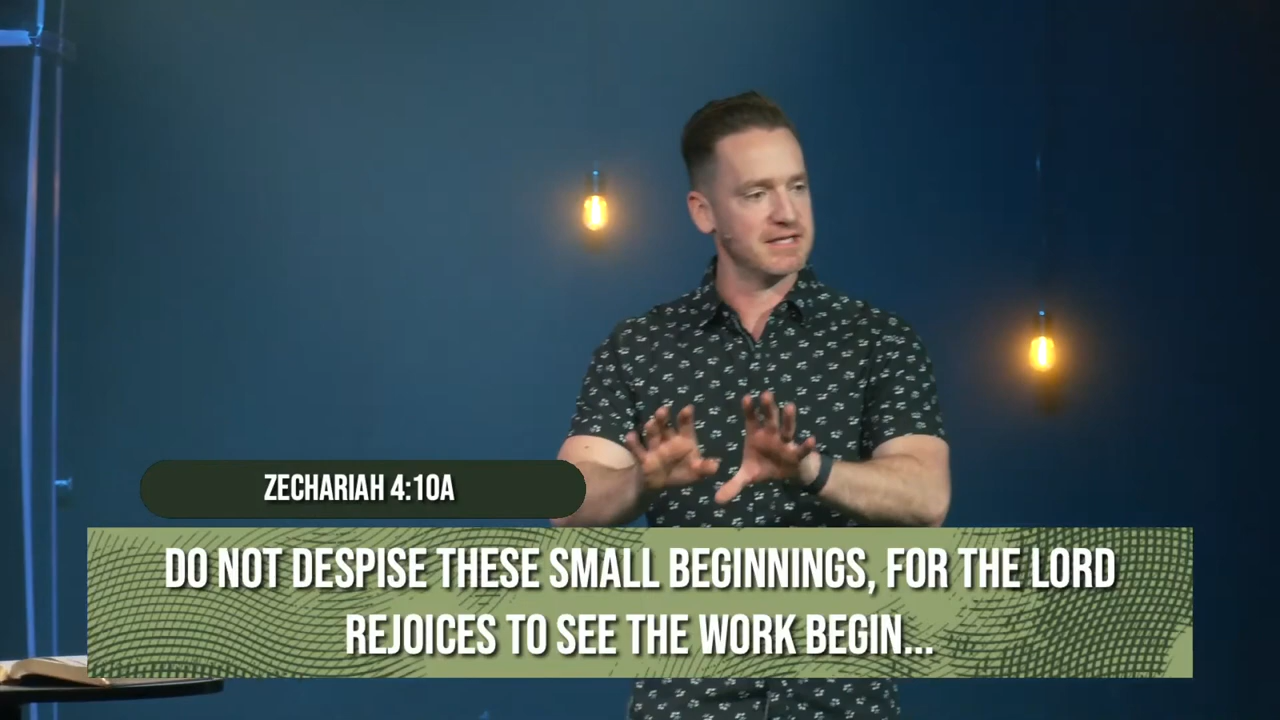 ZECHARIAH 4:10A
DO NOT DESPISE THESE SMALL BEGINNINGS, FOR THE LORD
REJOICES TO SEE THE WORK BEGIN...